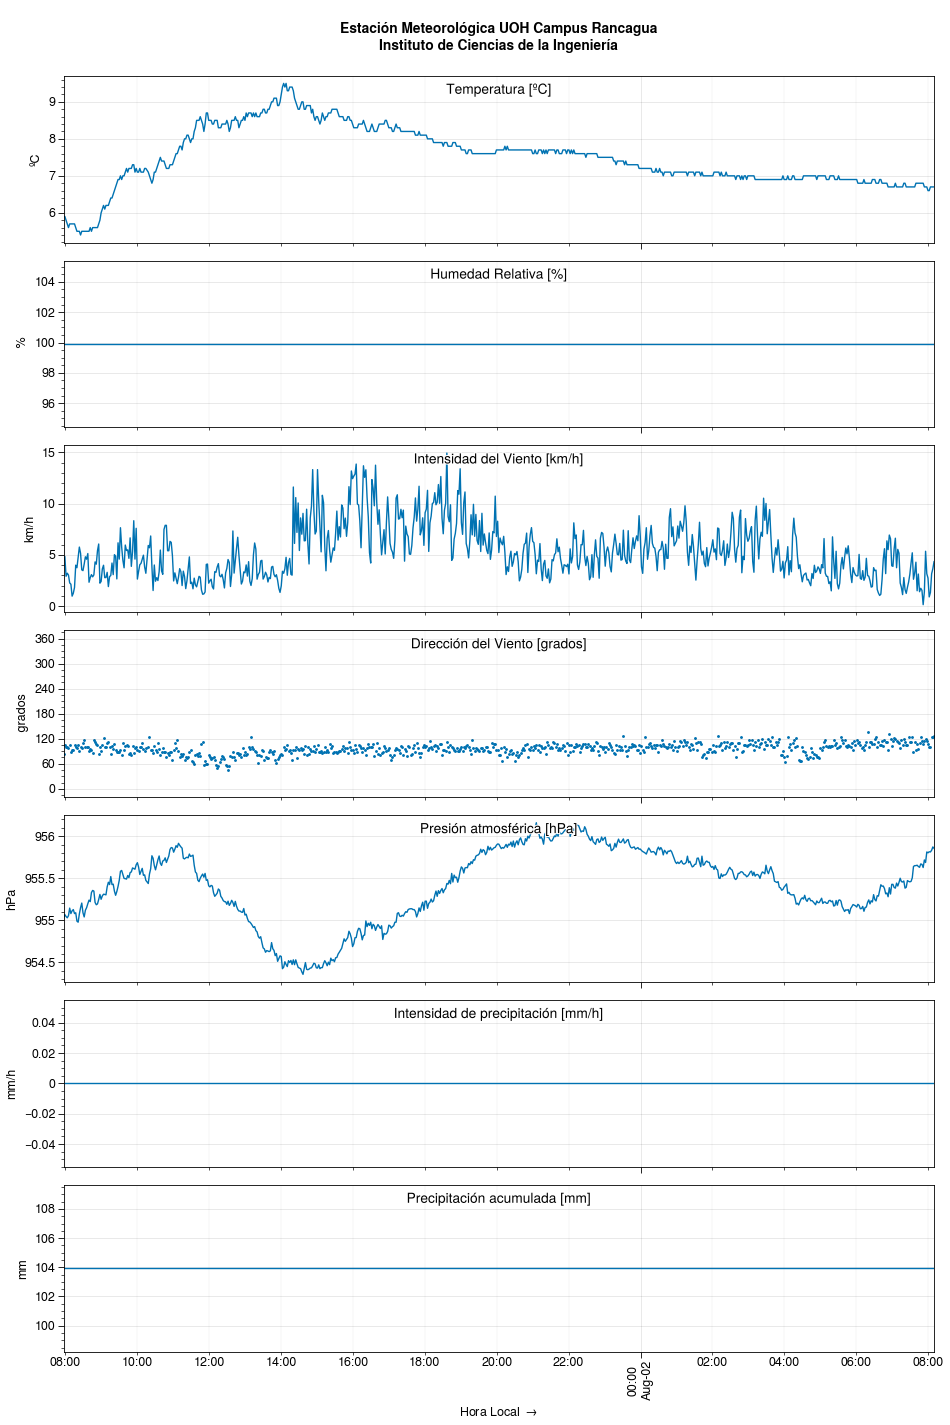 Estación Meteorológica UOH Campus Rancagua
Instituto de Ciencias de la Ingeniería
Temperatura [ºC]
ºC
9
8
7
6
Humedad Relativa [%]
%
104
102
100
98
96
Intensidad del Viento [km/h]
km/h
15
10
5
0
Dirección del Viento [grados]
grados
360
300
240
180
120
60
0
Presión atmosférica [hPa]
hPa
956
955.5
955
954.5
Intensidad de precipitación [mm/h]
mm/h
0.04
0.02
0
−0.02
−0.04
Precipitación acumulada [mm]
mm
108
106
104
102
100
08:00 10:00 12:00 14:00 16:00 18:00 20:00 22:00 00:00 02:00 04:00 06:00 08:00
Aug-02
Hora Local →